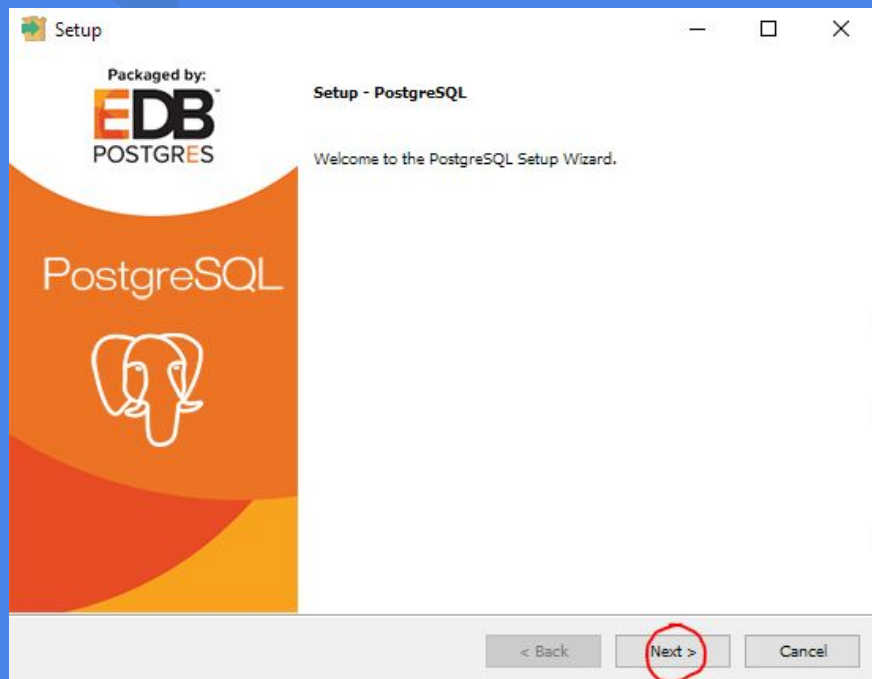 Setup
Packaged by:
EDB
POSTGRES
Setup - PostgreSQL
Welcome to the PostgreSQL Setup Wizard.
PostgreSQL
< Back
Next >
Cancel